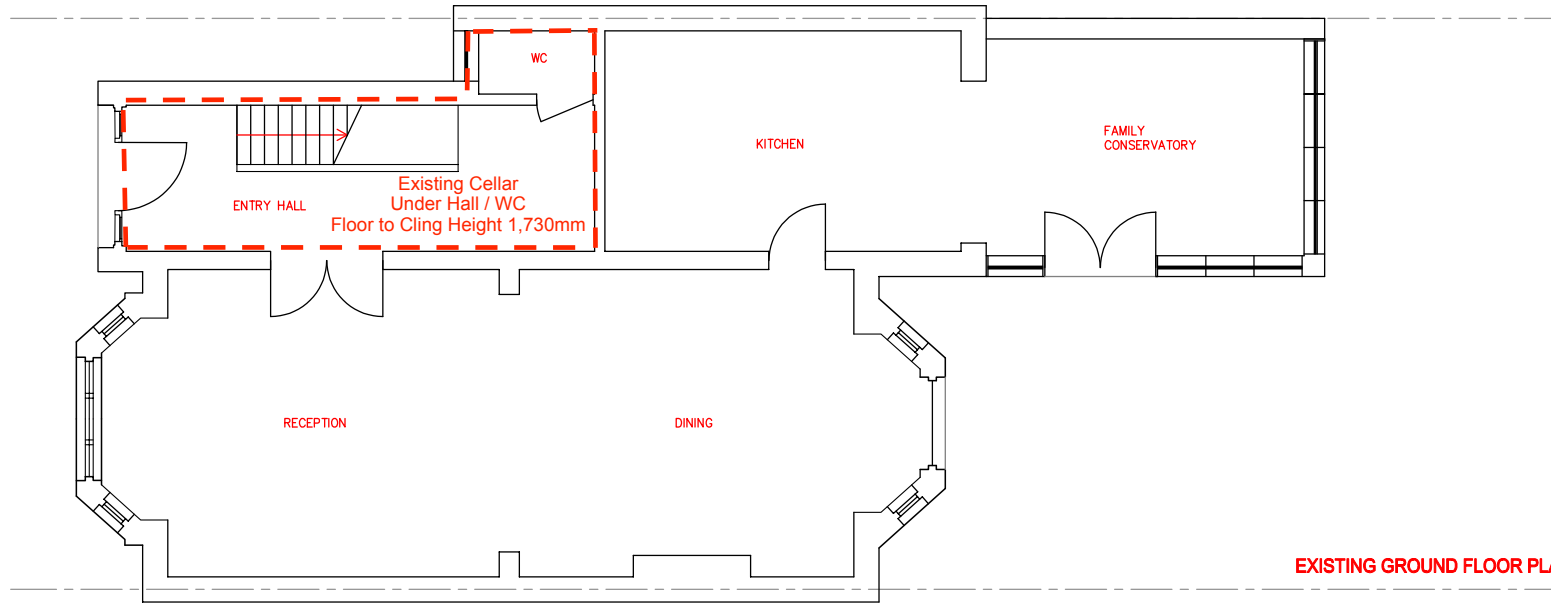 WC
FAMILY
CONSERVATORY
KITCHEN
Existing Cellar
Under Hall / WC
Floor to Cling Height 1,730mm
ENTRY HALL
RECEPTION
DINING
EXISTING GROUND FLOOR PL